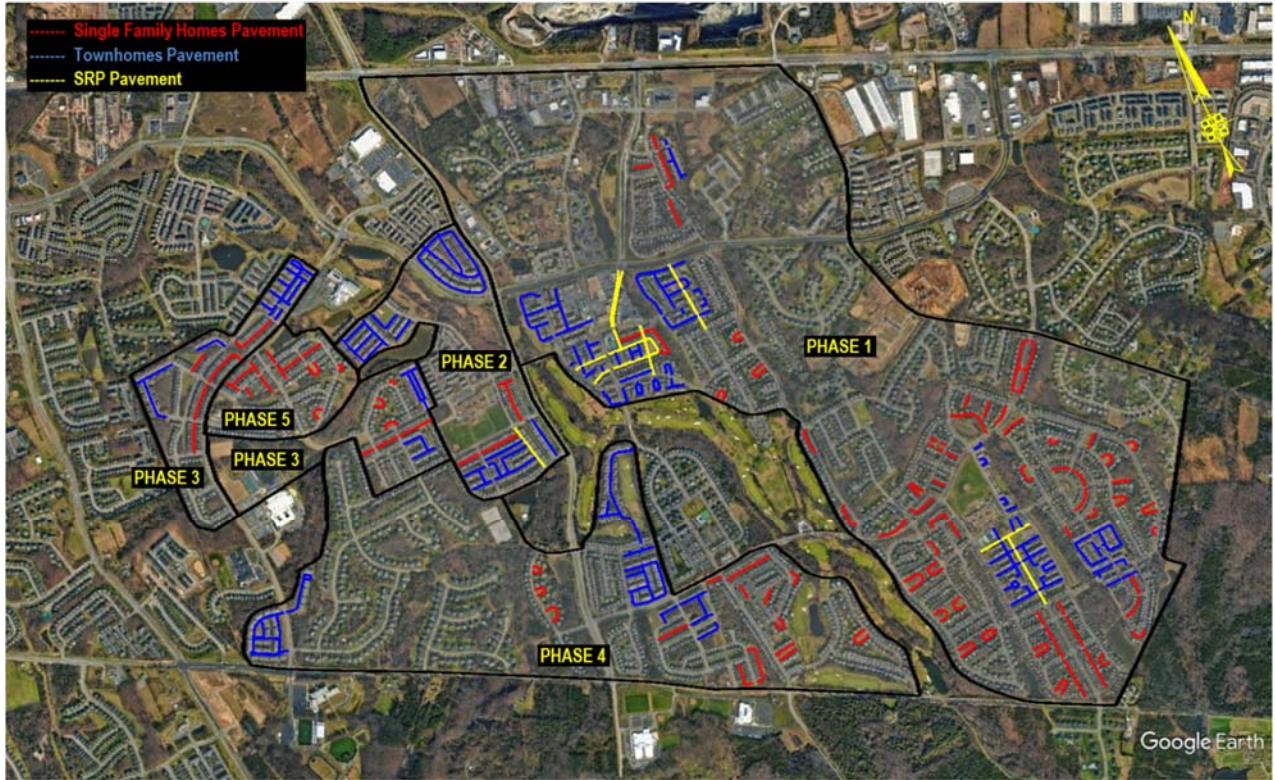 ------- Single Family Homes Pavement
------- Townhomes Pavement
------- SRP Pavement
N
PHASE 1
PHASE 2
PHASE 5
PHASE 3
PHASE 3
PHASE 4
Google Earth